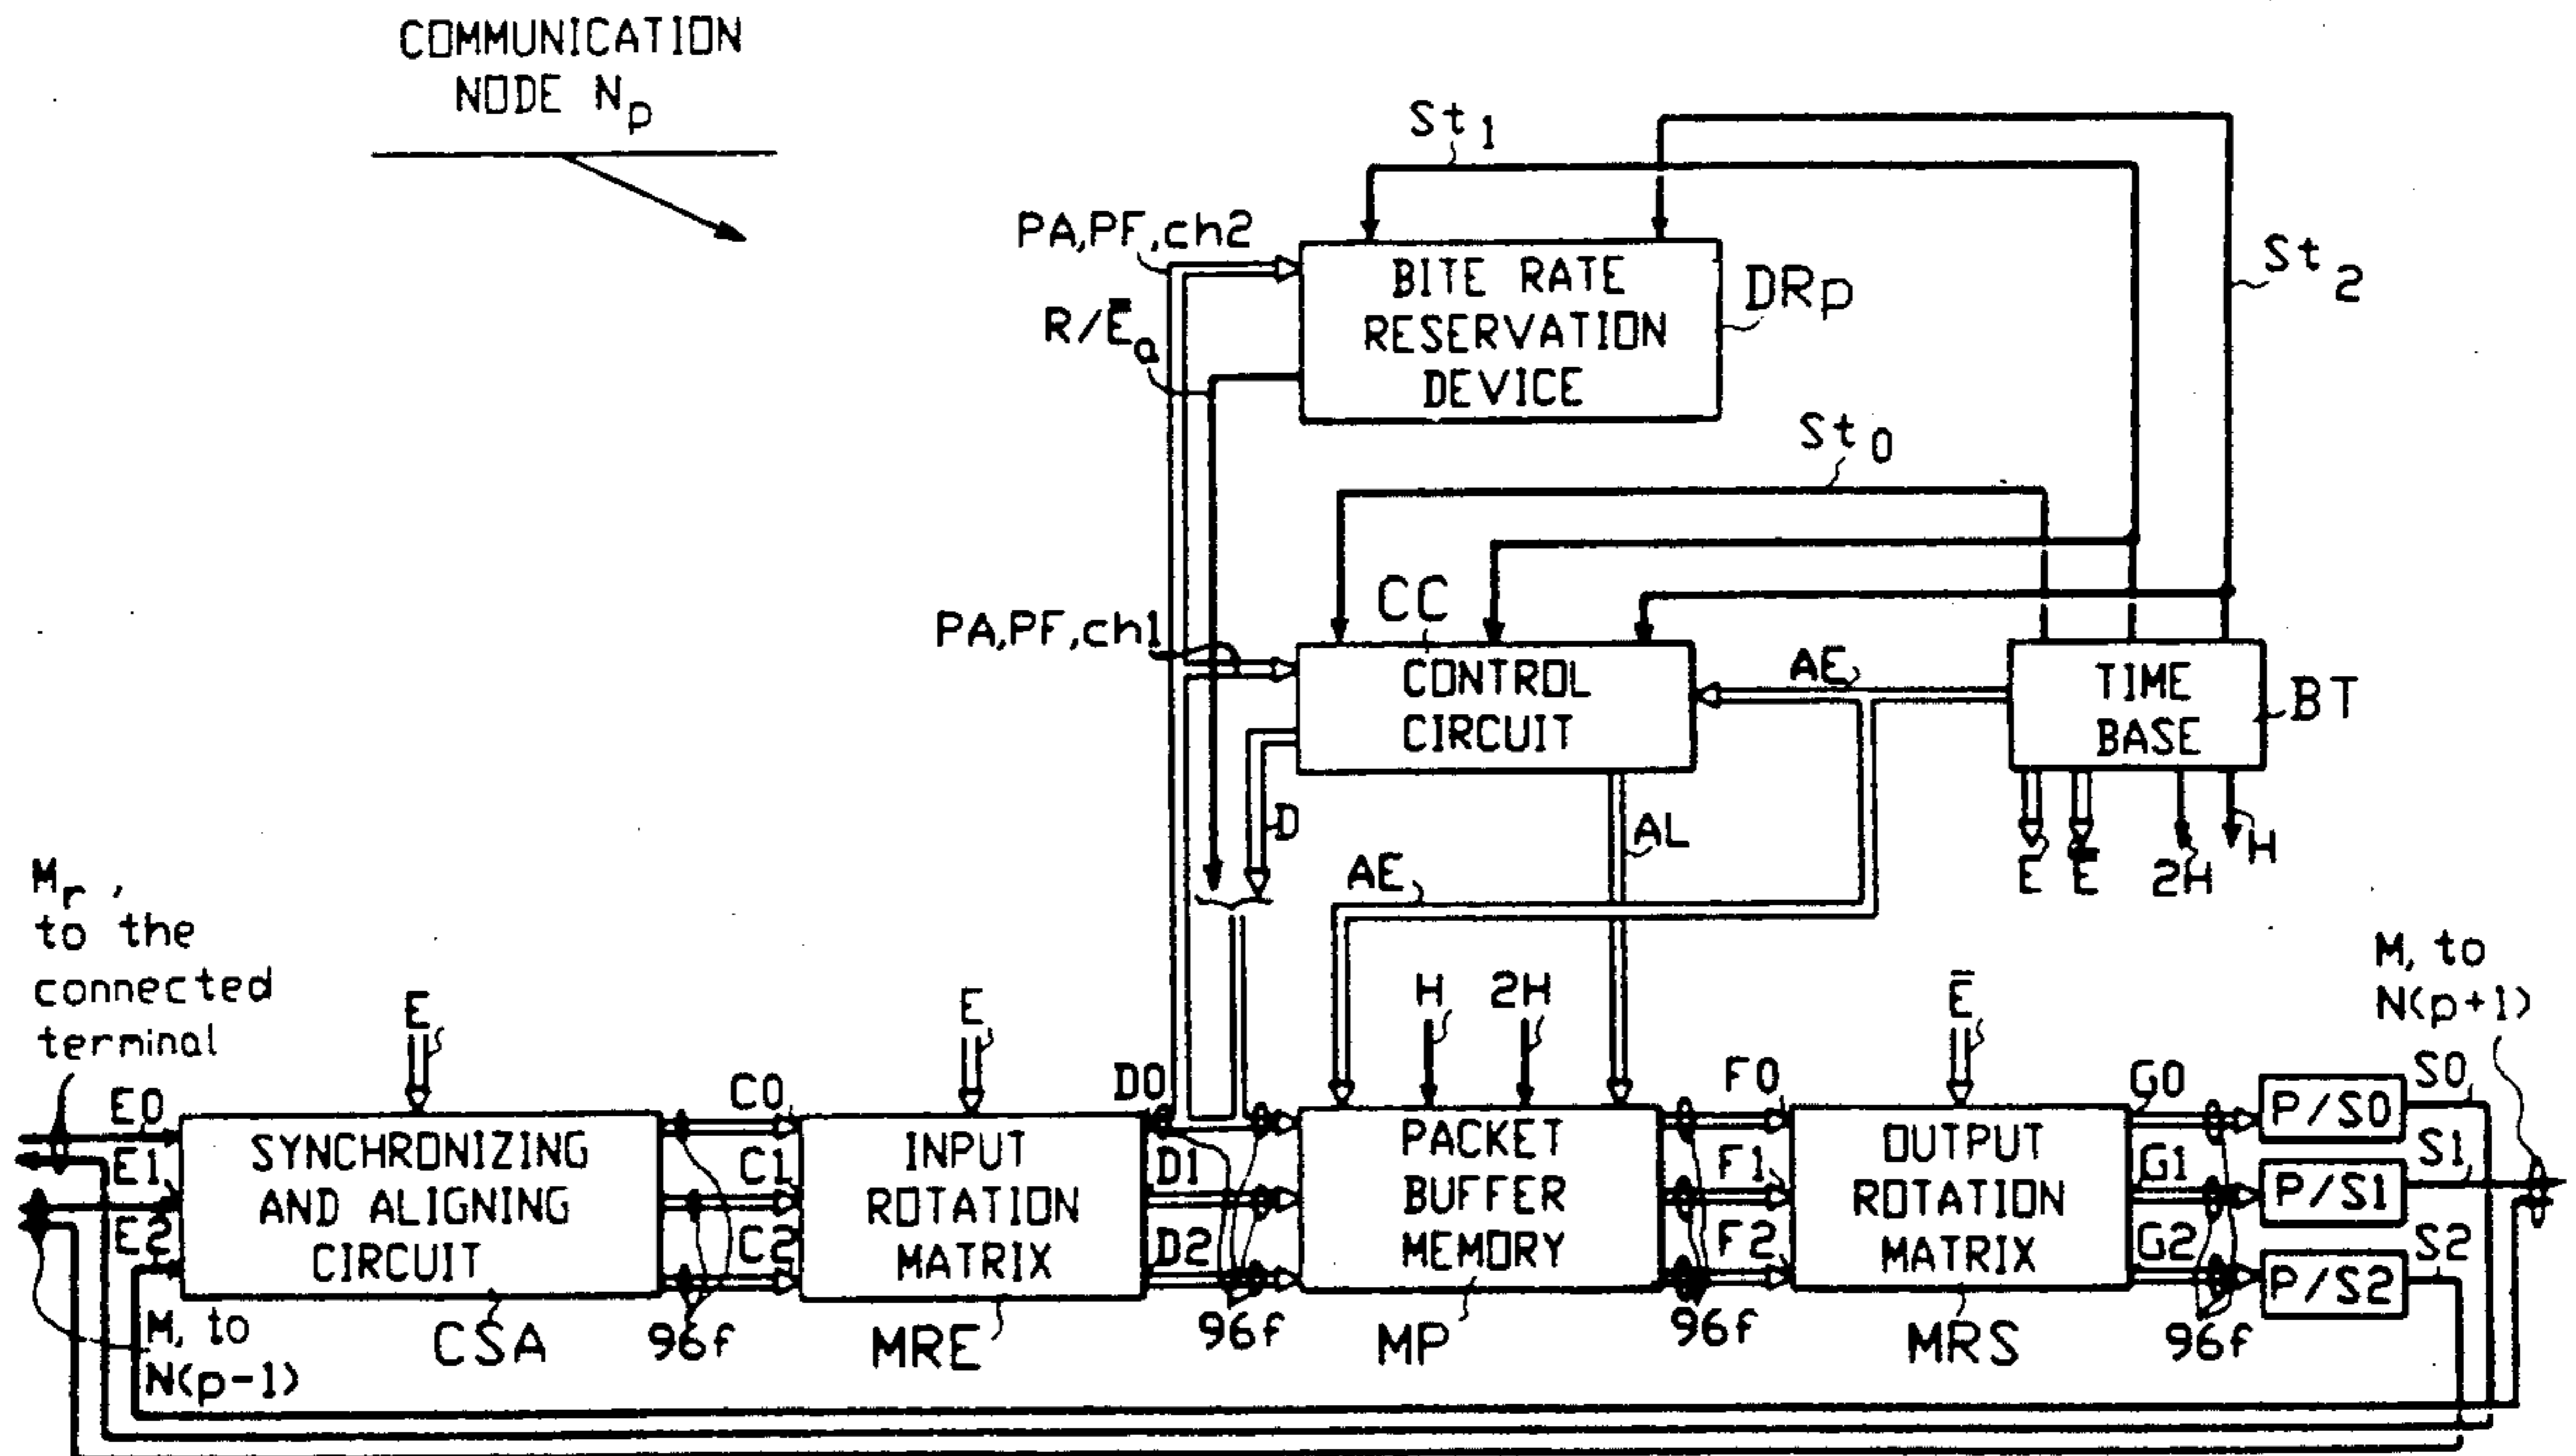 COMMUNICATION
NODE Np
St1
St2
PA,PF,ch2
R/E̅a
BITE RATE
RESERVATION
DEVICE
DRp
St0
CC
PA,PF,ch1
CONTROL
CIRCUIT
AE
TIME
BASE
BT
D
AL
AE
E
E̅
2H
H
Mr,
to the
connected
terminal
E
E
H
2H
E̅
M, to
N(p+1)
E0
E1
E2
SYNCHRONIZING
AND ALIGNING
CIRCUIT
C0
C1
C2
INPUT
ROTATION
MATRIX
D0
D1
D2
PACKET
BUFFER
MEMORY
F0
F1
F2
OUTPUT
ROTATION
MATRIX
G0
G1
G2
P/S0
P/S1
P/S2
S0
S1
S2
M, to
N(p-1)
CSA
96f
MRE
96f
MP
96f
MRS
96f